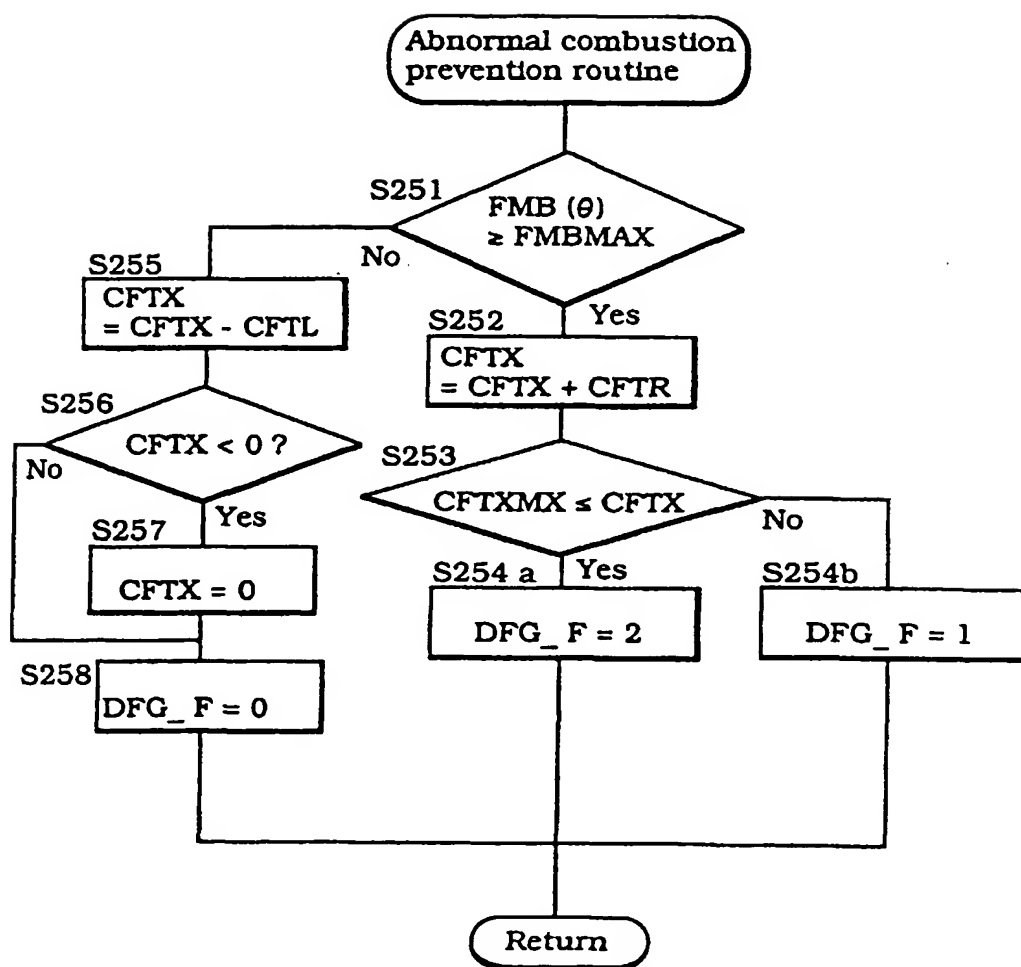 Abnormal combustion
prevention routine
S251
FMB (θ)
≥ FMBMAX
No
Yes
S255
CFTX
= CFTX - CFTL
S252
CFTX
= CFTX + CFTR
S256
CFTX < 0 ?
No
Yes
S253
CFTXMX ≤ CFTX
No
Yes
S257
CFTX = 0
S254 a
DFG_ F = 2
S254b
DFG_ F = 1
S258
DFG_ F = 0
Return